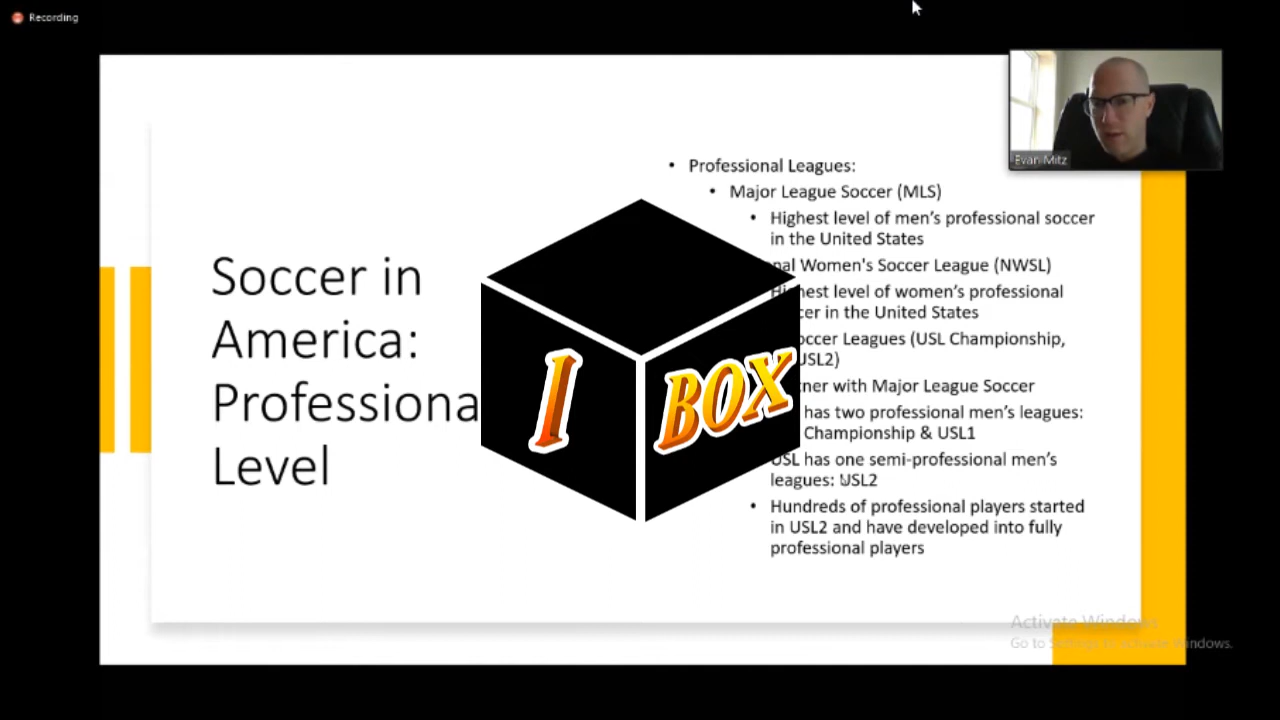 Recording
Evan Mitz
Soccer in
America:
Professiona
Level
• Professional Leagues:
• Major League Soccer (MLS)
• Highest level of men's professional soccer
in the United States
nal Women's Soccer League (NWSL)
Highest level of women's professional
cer in the United States
occer Leagues (USL Championship,
USL2)
tner with Major League Soccer
has two professional men's leagues:
Championship & USL1
USL has one semi-professional men's
leagues: USL2
• Hundreds of professional players started
in USL2 and have developed into fully
professional players
I BOX
Activate Windows
Go to Settings to activate Windows.